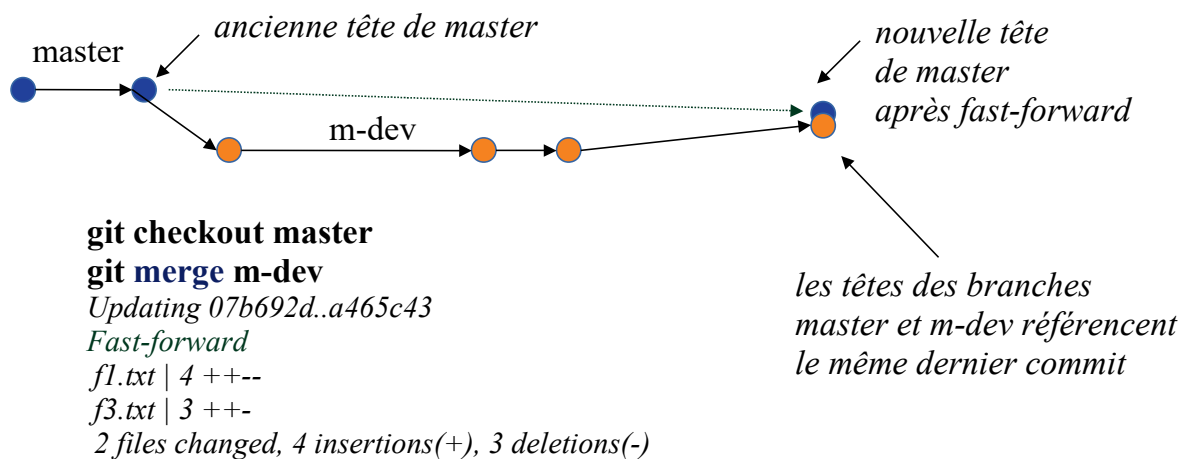 ancienne tête de master
master
nouvelle tête
de master
après fast-forward
m-dev
git checkout master
git merge m-dev
Updating 07b692d..a465c43
Fast-forward
f1.txt | 4 ++--
f3.txt | 3 ++-
2 files changed, 4 insertions(+), 3 deletions(-)
les têtes des branches
master et m-dev référencent
le même dernier commit